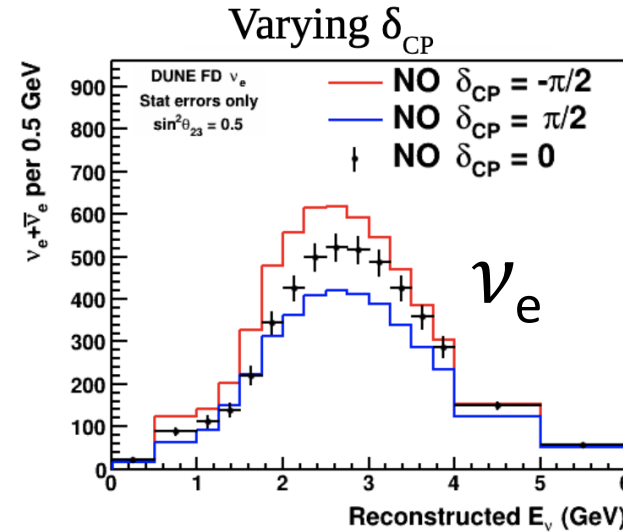 Varying δCP
DUNE FD νe
Stat errors only
sin²θ23 = 0.5
NO δCP = -π/2
NO δCP = π/2
NO δCP = 0
νe
νe+ν̅e per 0.5 GeV
900
800
700
600
500
400
300
200
100
0
0 1 2 3 4 5 6
Reconstructed Eν (GeV)